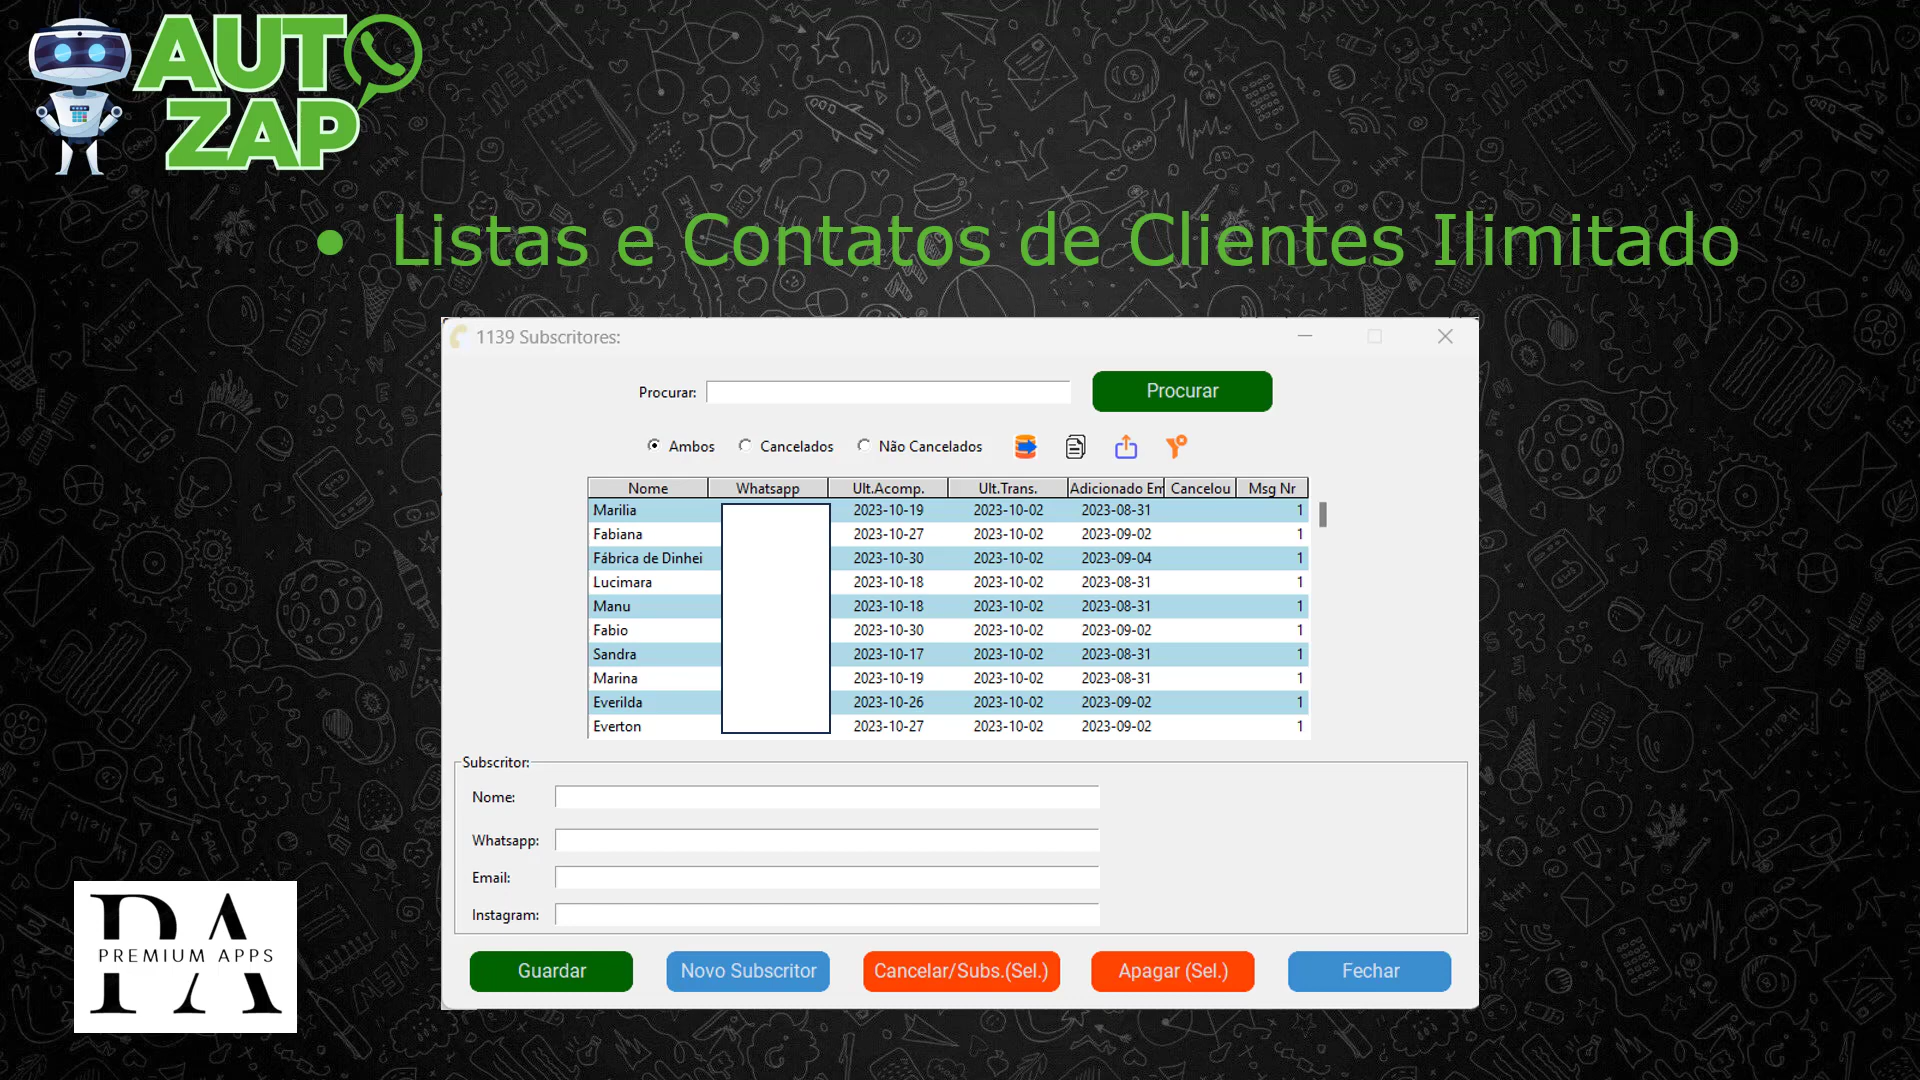 AUTO
ZAP
• Listas e Contatos de Clientes Ilimitado
1139 Subscritores:
Procurar: Procurar
Ambos Cancelados Não Cancelados
Nome Whatsapp Ult.Acomp. Ult.Trans. Adicionado Em Cancelou Msg Nr
Marilia 2023-10-19 2023-10-02 2023-08-31 1
Fabiana 2023-10-27 2023-10-02 2023-09-02 1
Fábrica de Dinhei 2023-10-30 2023-10-02 2023-09-04 1
Lucimara 2023-10-18 2023-10-02 2023-08-31 1
Manu 2023-10-18 2023-10-02 2023-08-31 1
Fabio 2023-10-30 2023-10-02 2023-09-02 1
Sandra 2023-10-17 2023-10-02 2023-08-31 1
Marina 2023-10-19 2023-10-02 2023-08-31 1
Everilda 2023-10-26 2023-10-02 2023-09-02 1
Everton 2023-10-27 2023-10-02 2023-09-02 1
Subscritor:
Nome:
Whatsapp:
Email:
Instagram:
Guardar Novo Subscritor Cancelar/Subs.(Sel.) Apagar (Sel.) Fechar
PA
PREMIUM APPS